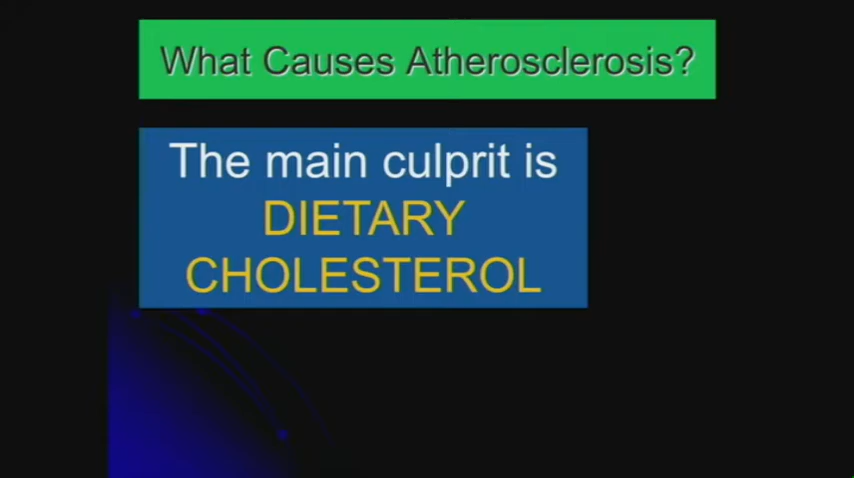 What Causes Atherosclerosis?
The main culprit is
DIETARY
CHOLESTEROL